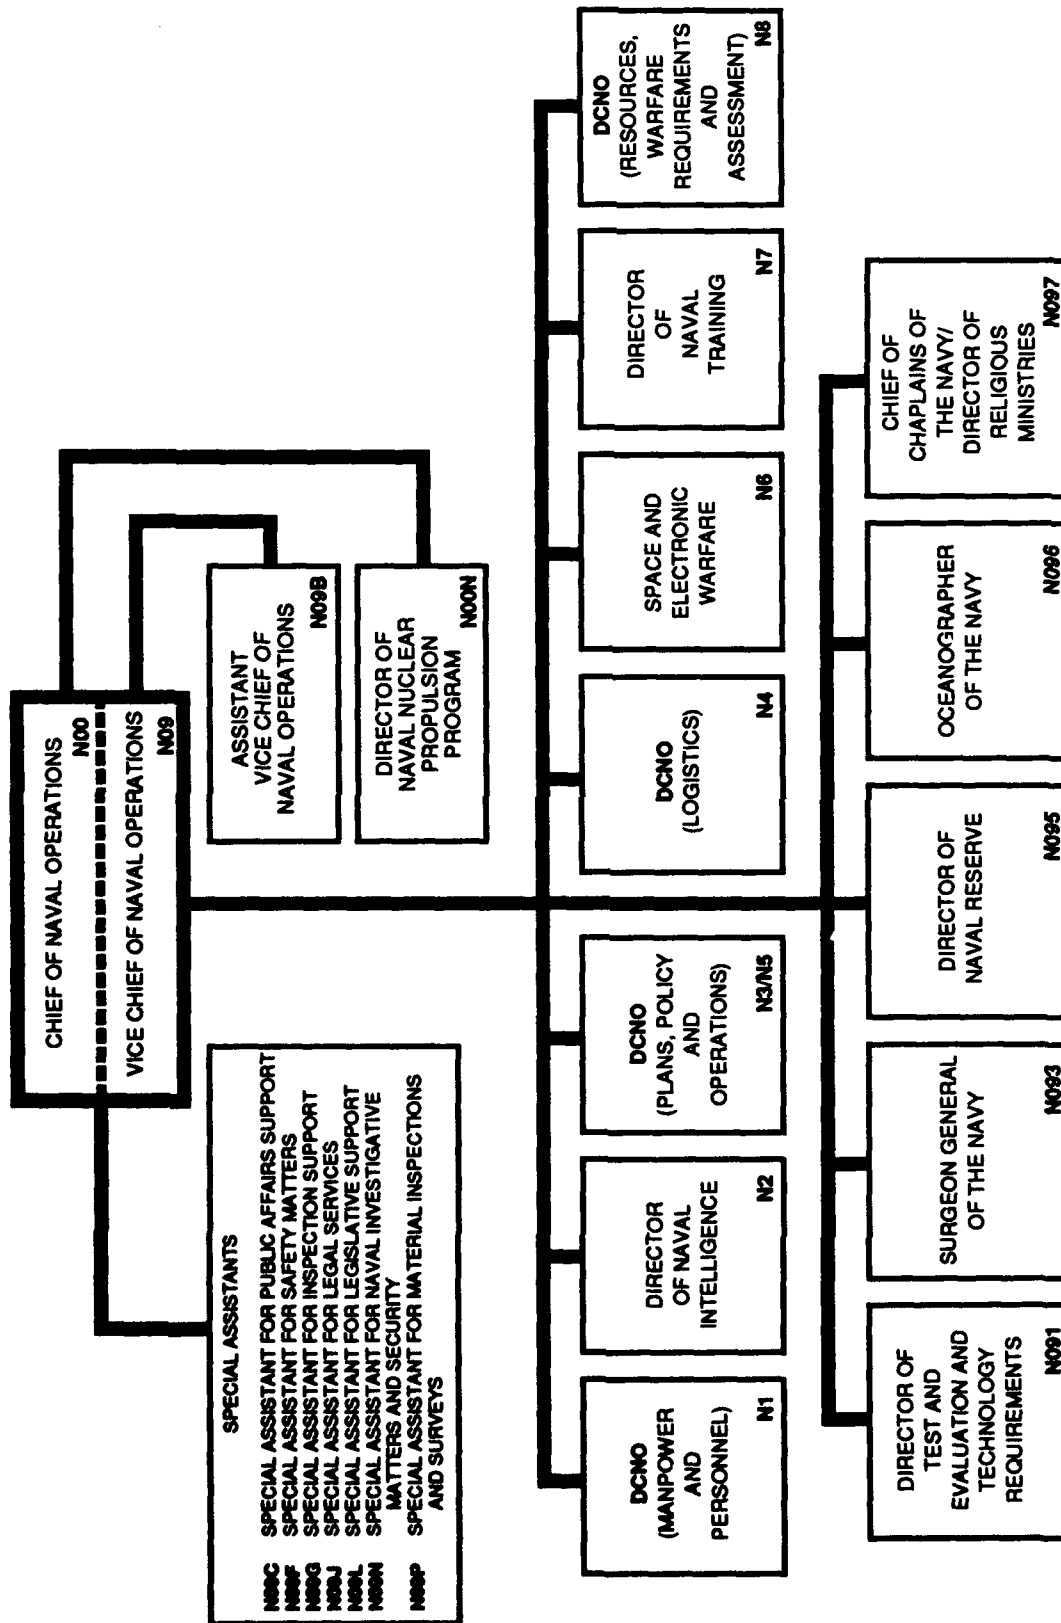 CHIEF OF NAVAL OPERATIONS
N00
VICE CHIEF OF NAVAL OPERATIONS
N09
SPECIAL ASSISTANTS
N09C SPECIAL ASSISTANT FOR PUBLIC AFFAIRS SUPPORT
N09F SPECIAL ASSISTANT FOR SAFETY MATTERS
N09G SPECIAL ASSISTANT FOR INSPECTION SUPPORT
N09J SPECIAL ASSISTANT FOR LEGAL SERVICES
N09L SPECIAL ASSISTANT FOR LEGISLATIVE SUPPORT
N09N SPECIAL ASSISTANT FOR NAVAL INVESTIGATIVE
MATTERS AND SECURITY
N09P SPECIAL ASSISTANT FOR MATERIAL INSPECTIONS
AND SURVEYS
ASSISTANT
VICE CHIEF OF
NAVAL OPERATIONS
N09B
DIRECTOR OF
NAVAL NUCLEAR
PROPULSION
PROGRAM
N00N
DCNO
(MANPOWER
AND
PERSONNEL)
N1
DIRECTOR
OF NAVAL
INTELLIGENCE
N2
DCNO
(PLANS, POLICY
AND
OPERATIONS)
N3/N5
DCNO
(LOGISTICS)
N4
SPACE AND
ELECTRONIC
WARFARE
N6
DIRECTOR
OF
NAVAL
TRAINING
N7
DCNO
(RESOURCES,
WARFARE
REQUIREMENTS
AND
ASSESSMENT)
N8
DIRECTOR OF
TEST AND
EVALUATION AND
TECHNOLOGY
REQUIREMENTS
N091
SURGEON GENERAL
OF THE NAVY
N093
DIRECTOR OF
NAVAL RESERVE
N095
OCEANOGRAPHER
OF THE NAVY
N096
CHIEF OF
CHAPLAINS OF
THE NAVY/
DIRECTOR OF
RELIGIOUS
MINISTRIES
N097